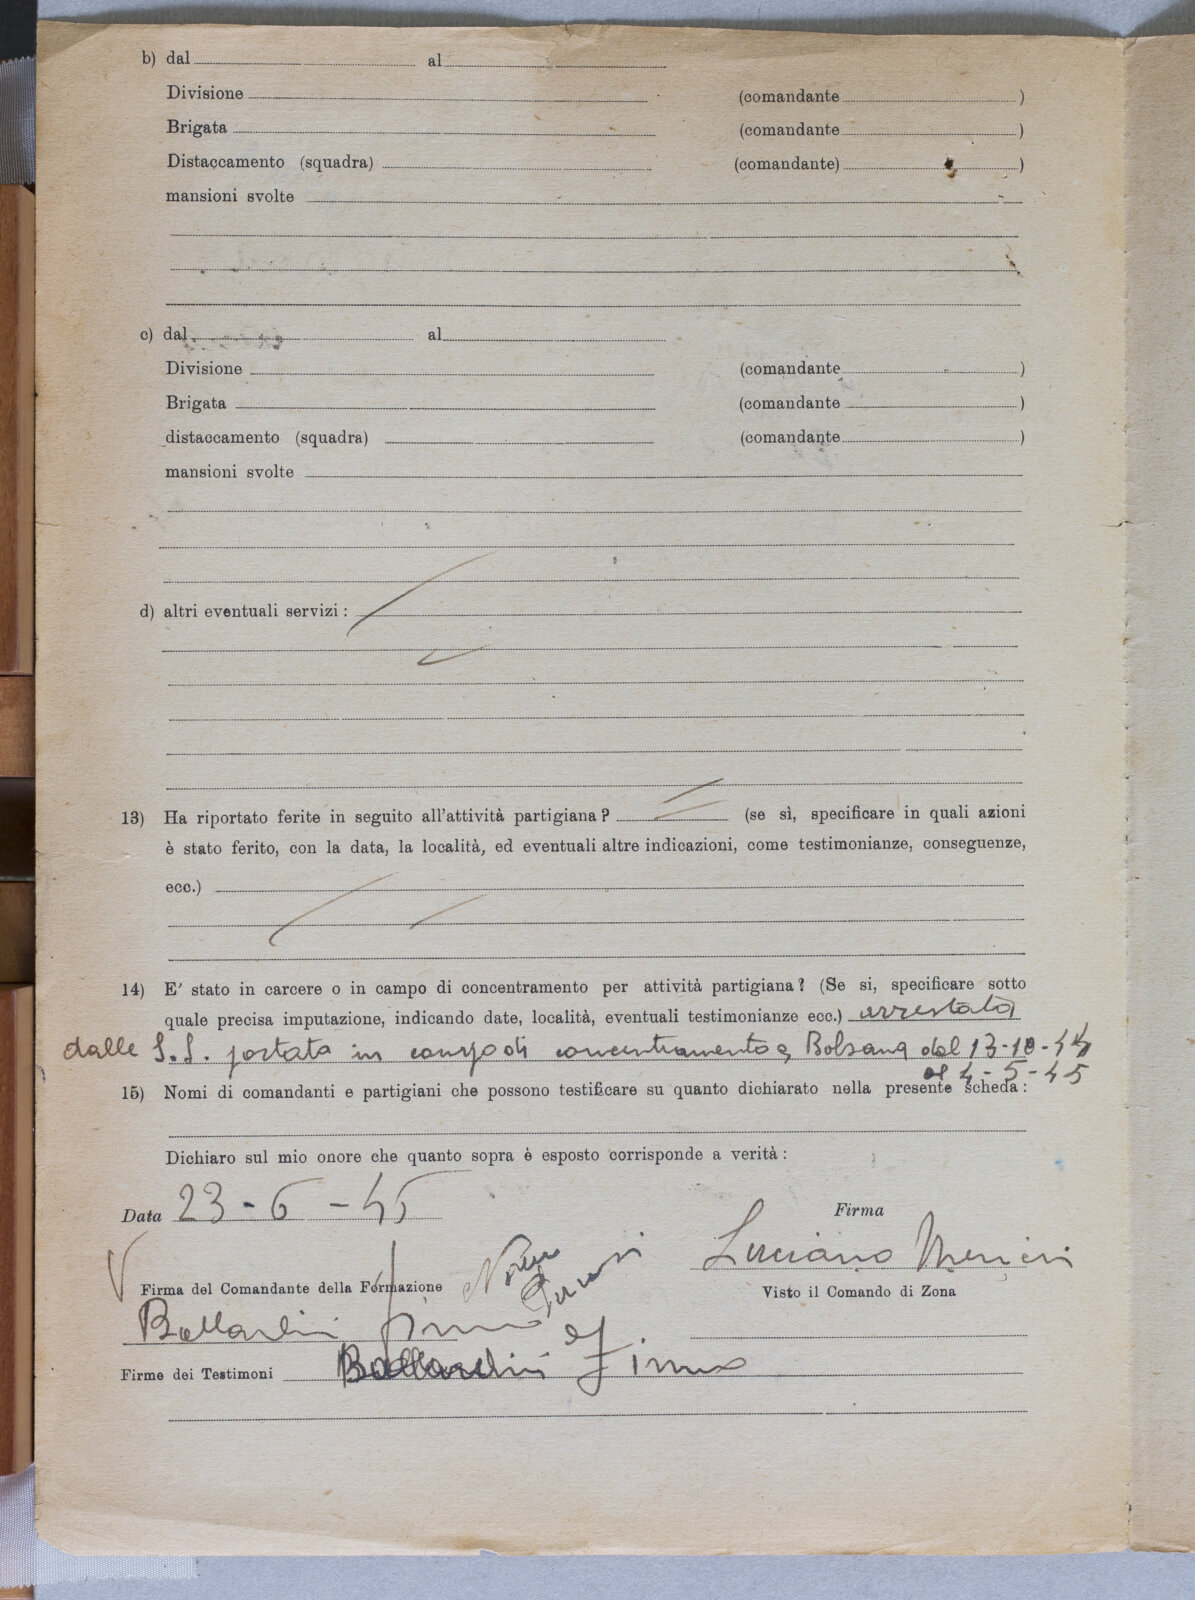 b) dal al
Divisione (comandante )
Brigata (comandante )
Distaccamento (squadra) (comandante) )
mansioni svolte
c) dal al
Divisione (comandante )
Brigata (comandante )
distaccamento (squadra) (comandante )
mansioni svolte
d) altri eventuali servizi :
13) Ha riportato ferite in seguito all'attività partigiana ? (se sì, specificare in quali azioni
è stato ferito, con la data, la località, ed eventuali altre indicazioni, come testimonianze, conseguenze,
ecc.)
14) E' stato in carcere o in campo di concentramento per attività partigiana ? (Se si, specificare sotto
quale precisa imputazione, indicando date, località, eventuali testimonianze ecc.) arrestata
dalle S.S. portata in campo di concentramento a Bolzano dal 13-10-44
al 4-5-45
15) Nomi di comandanti e partigiani che possono testificare su quanto dichiarato nella presente scheda :
Dichiaro sul mio onore che quanto sopra è esposto corrisponde a verità :
Data 23-6-45 Firma
Luciano
Firma del Comandante della Formazione Visto il Comando di Zona
Ballardini
Firme dei Testimoni Ballardini